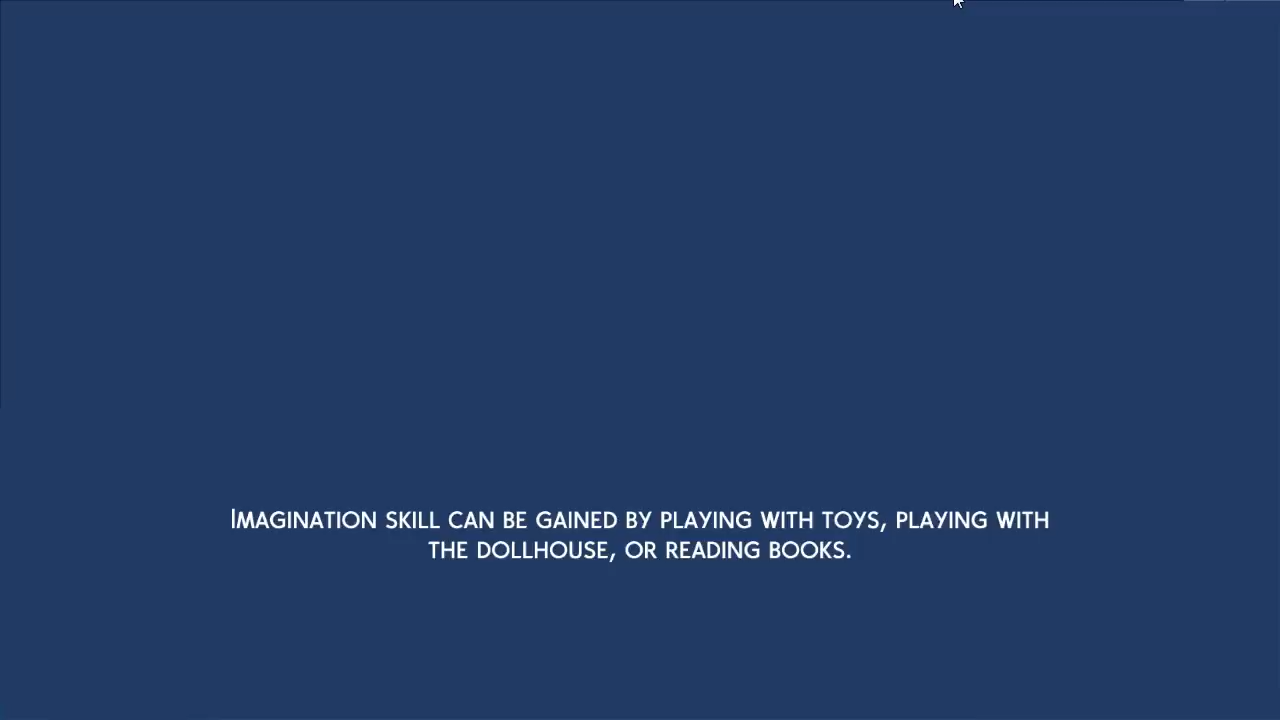 Imagination skill can be gained by playing with toys, playing with
the dollhouse, or reading books.